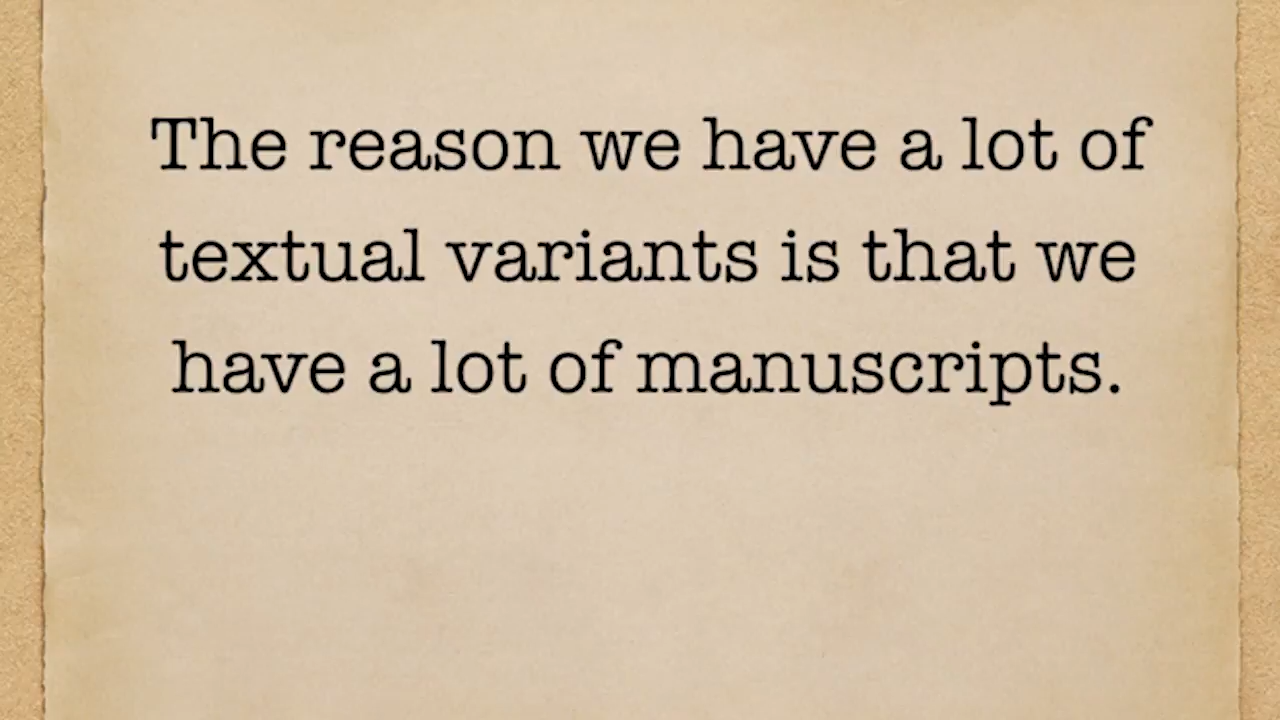 The reason we have a lot of
textual variants is that we
have a lot of manuscripts.